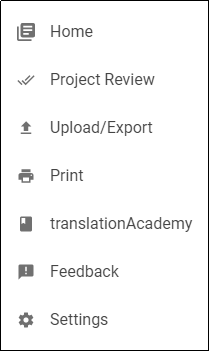 Home
Project Review
Upload/Export
Print
translationAcademy
Feedback
Settings